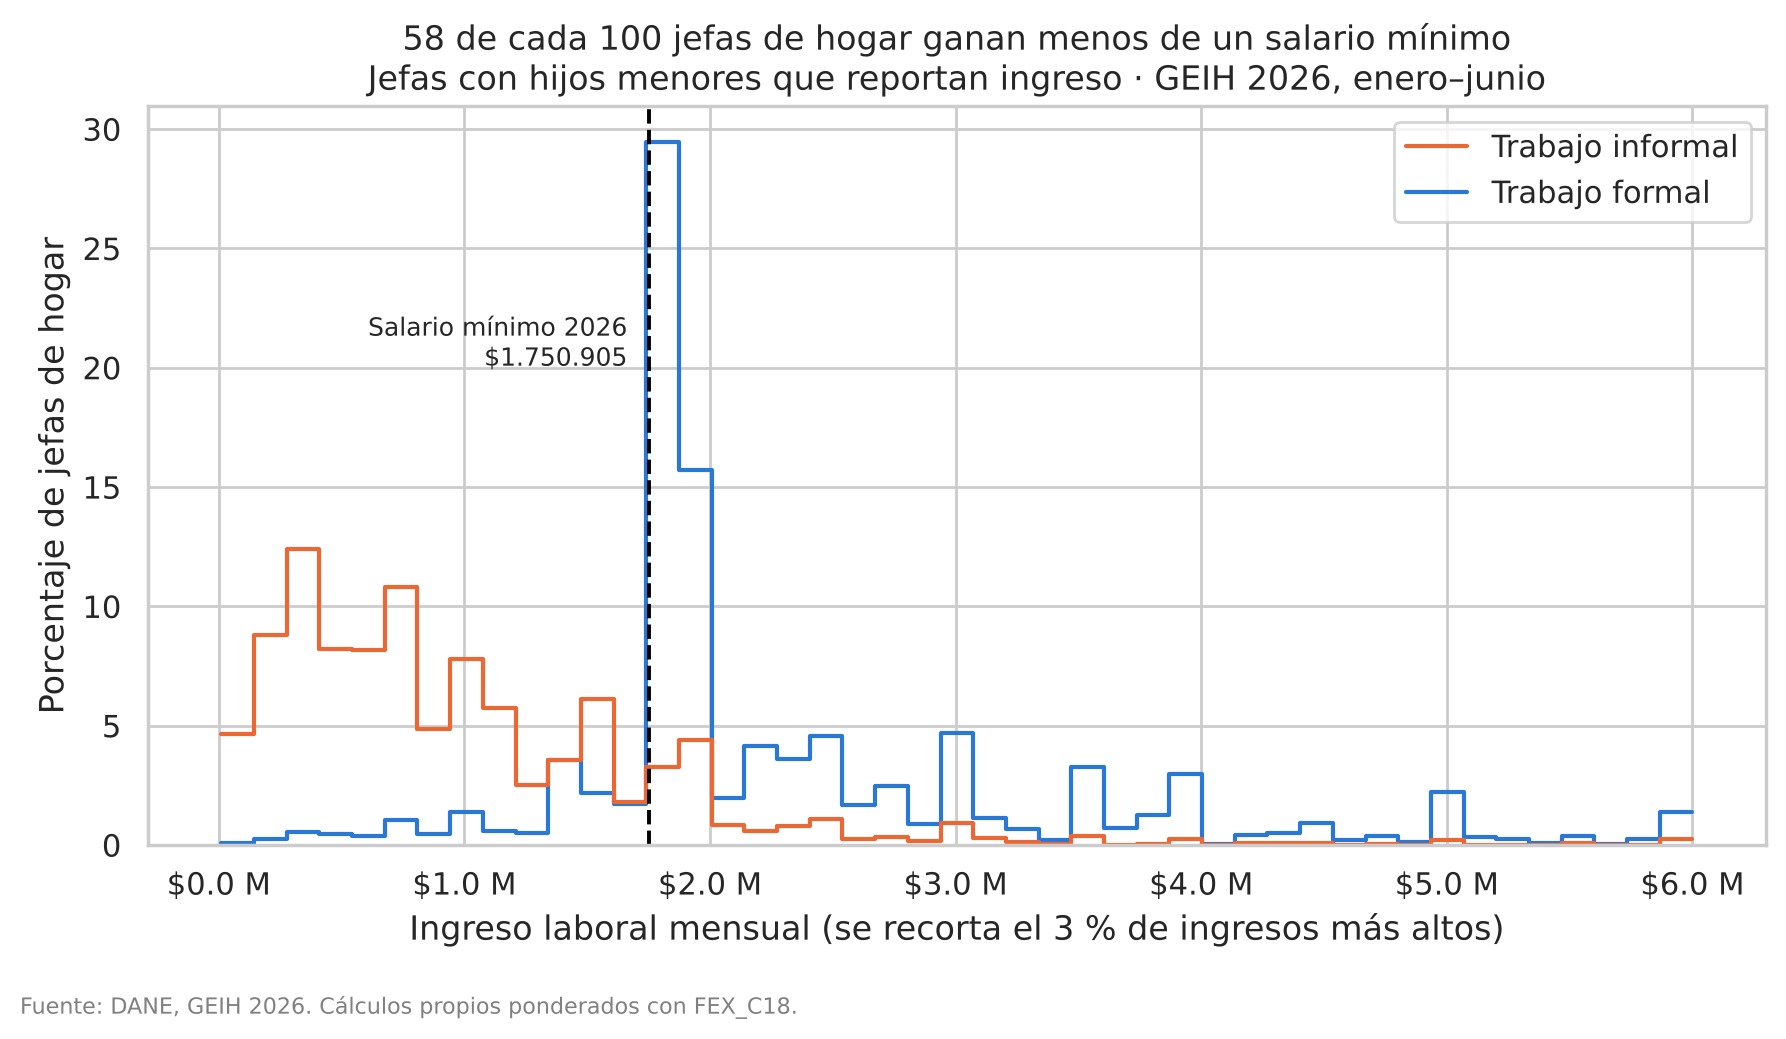 58 de cada 100 jefas de hogar ganan menos de un salario mínimo
Jefas con hijos menores que reportan ingreso · GEIH 2026, enero–junio
Porcentaje de jefas de hogar
30
25
20
15
10
5
0
Salario mínimo 2026
$1.750.905
Trabajo informal
Trabajo formal
$0.0 M
$1.0 M
$2.0 M
$3.0 M
$4.0 M
$5.0 M
$6.0 M
Ingreso laboral mensual (se recorta el 3 % de ingresos más altos)
Fuente: DANE, GEIH 2026. Cálculos propios ponderados con FEX_C18.